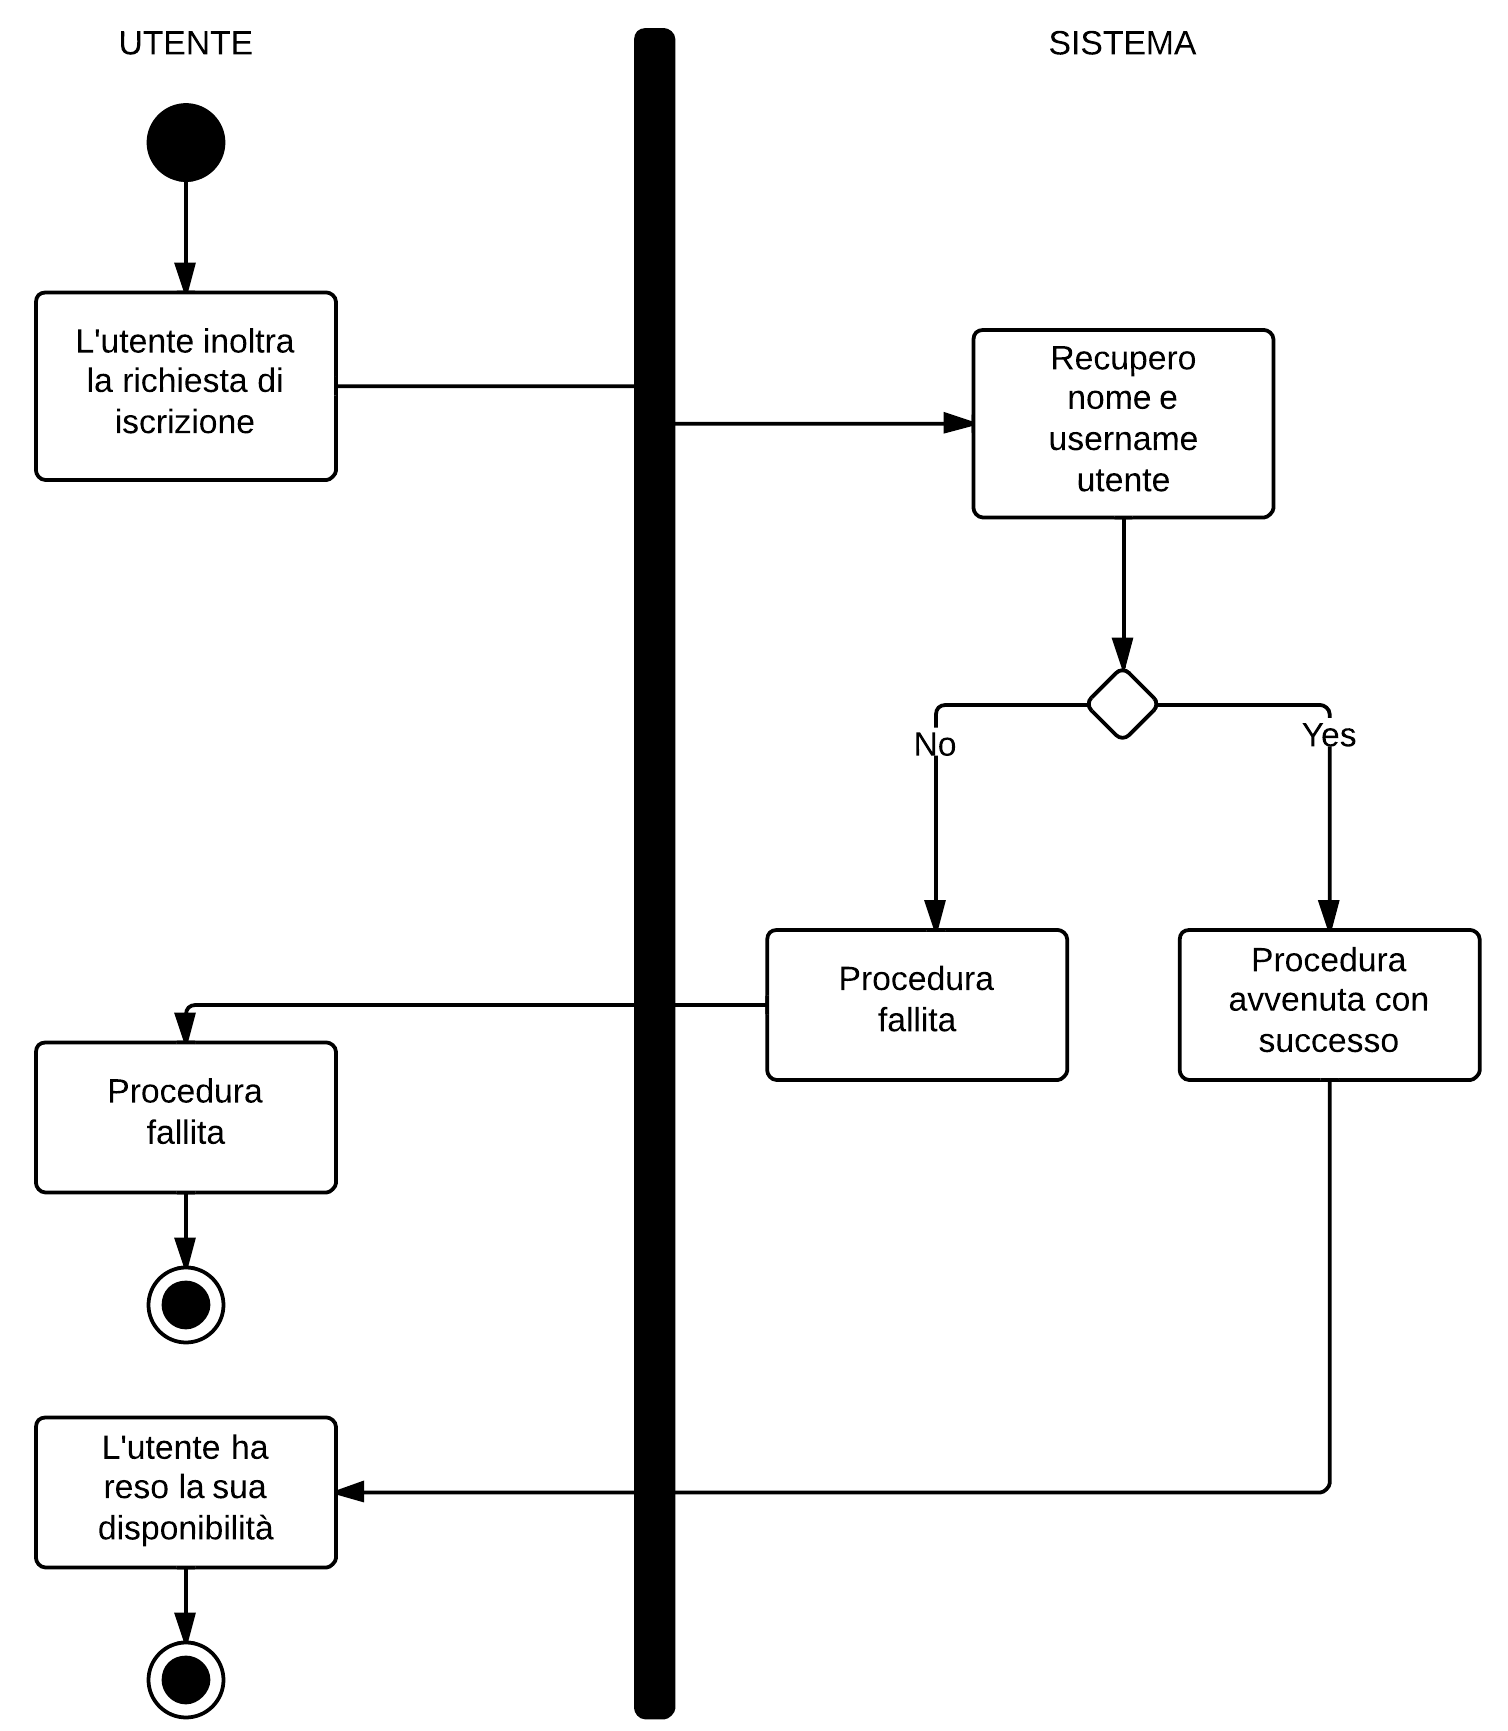 UTENTE
SISTEMA
L'utente inoltra
la richiesta di
iscrizione
Recupero
nome e
username
utente
No
Yes
Procedura
fallita
Procedura
avvenuta con
successo
Procedura
fallita
L'utente ha
reso la sua
disponibilità